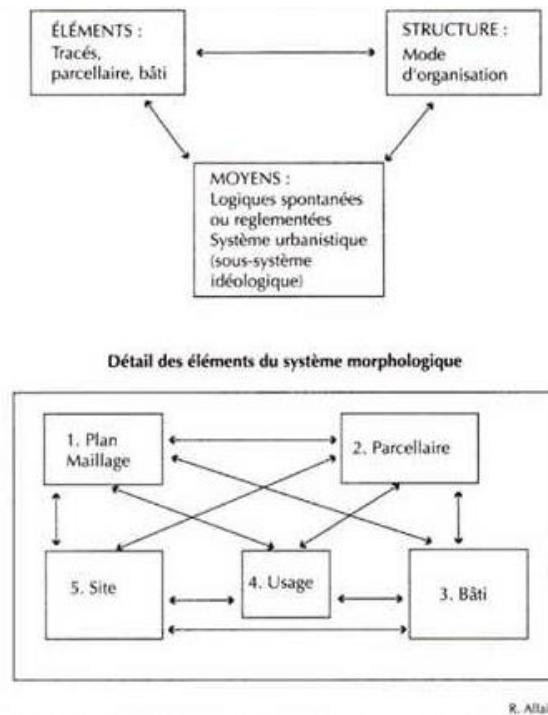 ÉLÉMENTS :
Tracés,
parcellaire, bâti
STRUCTURE :
Mode
d'organisation
MOYENS :
Logiques spontanées
ou reglementées
Système urbanistique
(sous-système
idéologique)
Détail des éléments du système morphologique
1. Plan
Maillage
2. Parcellaire
5. Site
4. Usage
3. Bâti
R. Allai